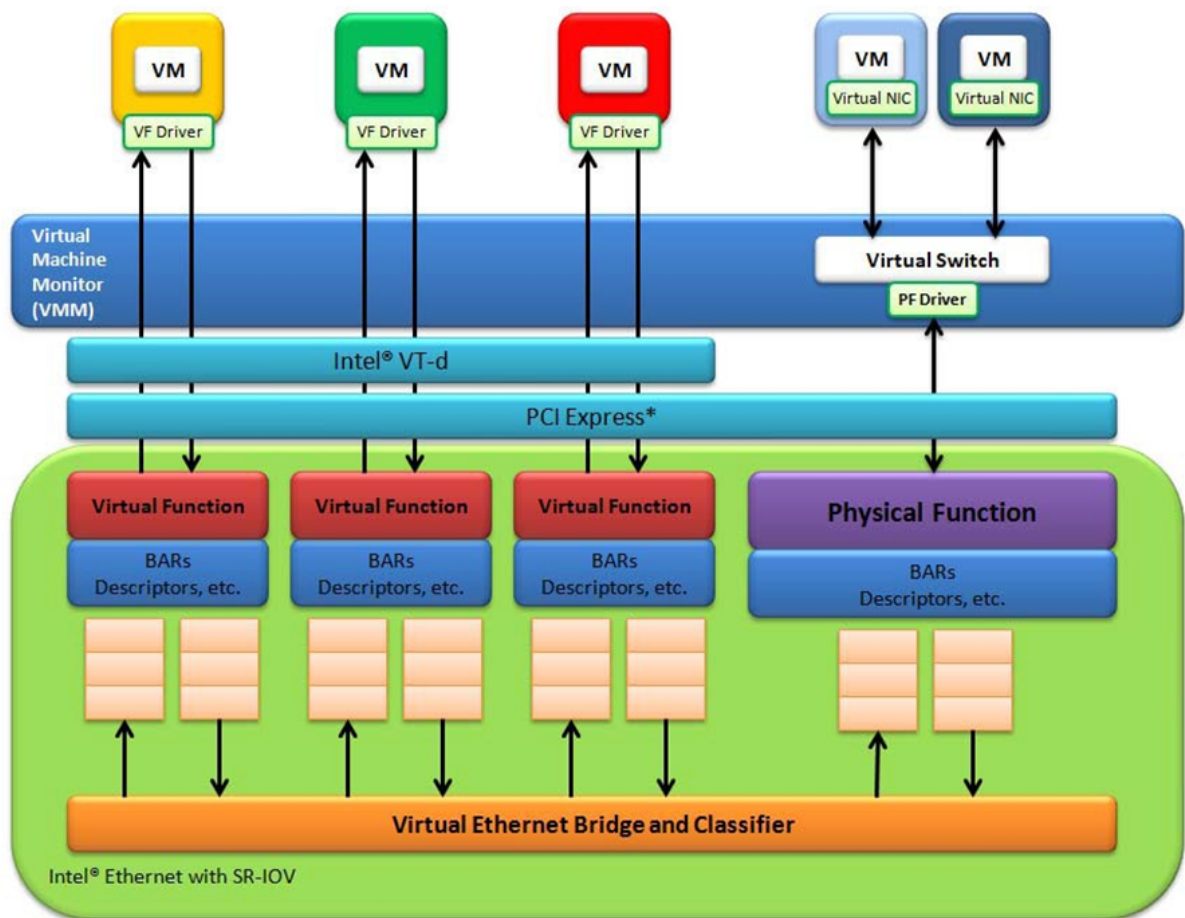 VM
VM
VM
VM
VM
Virtual NIC
Virtual NIC
VF Driver
VF Driver
VF Driver
Virtual
Machine
Monitor
(VMM)
Virtual Switch
PF Driver
Intel® VT-d
PCI Express*
Virtual Function
Virtual Function
Virtual Function
Physical Function
BARs
Descriptors, etc.
BARs
Descriptors, etc.
BARs
Descriptors, etc.
BARs
Descriptors, etc.
Virtual Ethernet Bridge and Classifier
Intel® Ethernet with SR-IOV